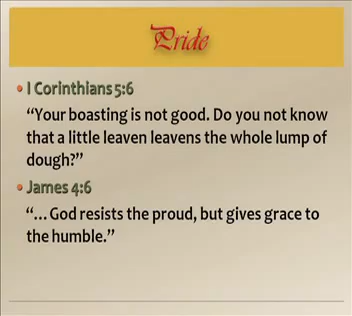 Pride
• I Corinthians 5:6
“Your boasting is not good. Do you not know
that a little leaven leavens the whole lump of
dough?”
• James 4:6
“... God resists the proud, but gives grace to
the humble.”